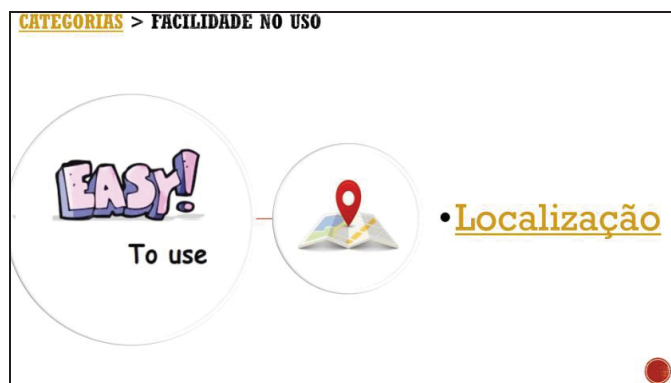 CATEGORIAS > FACILIDADE NO USO
EASY!
To use
•Localização